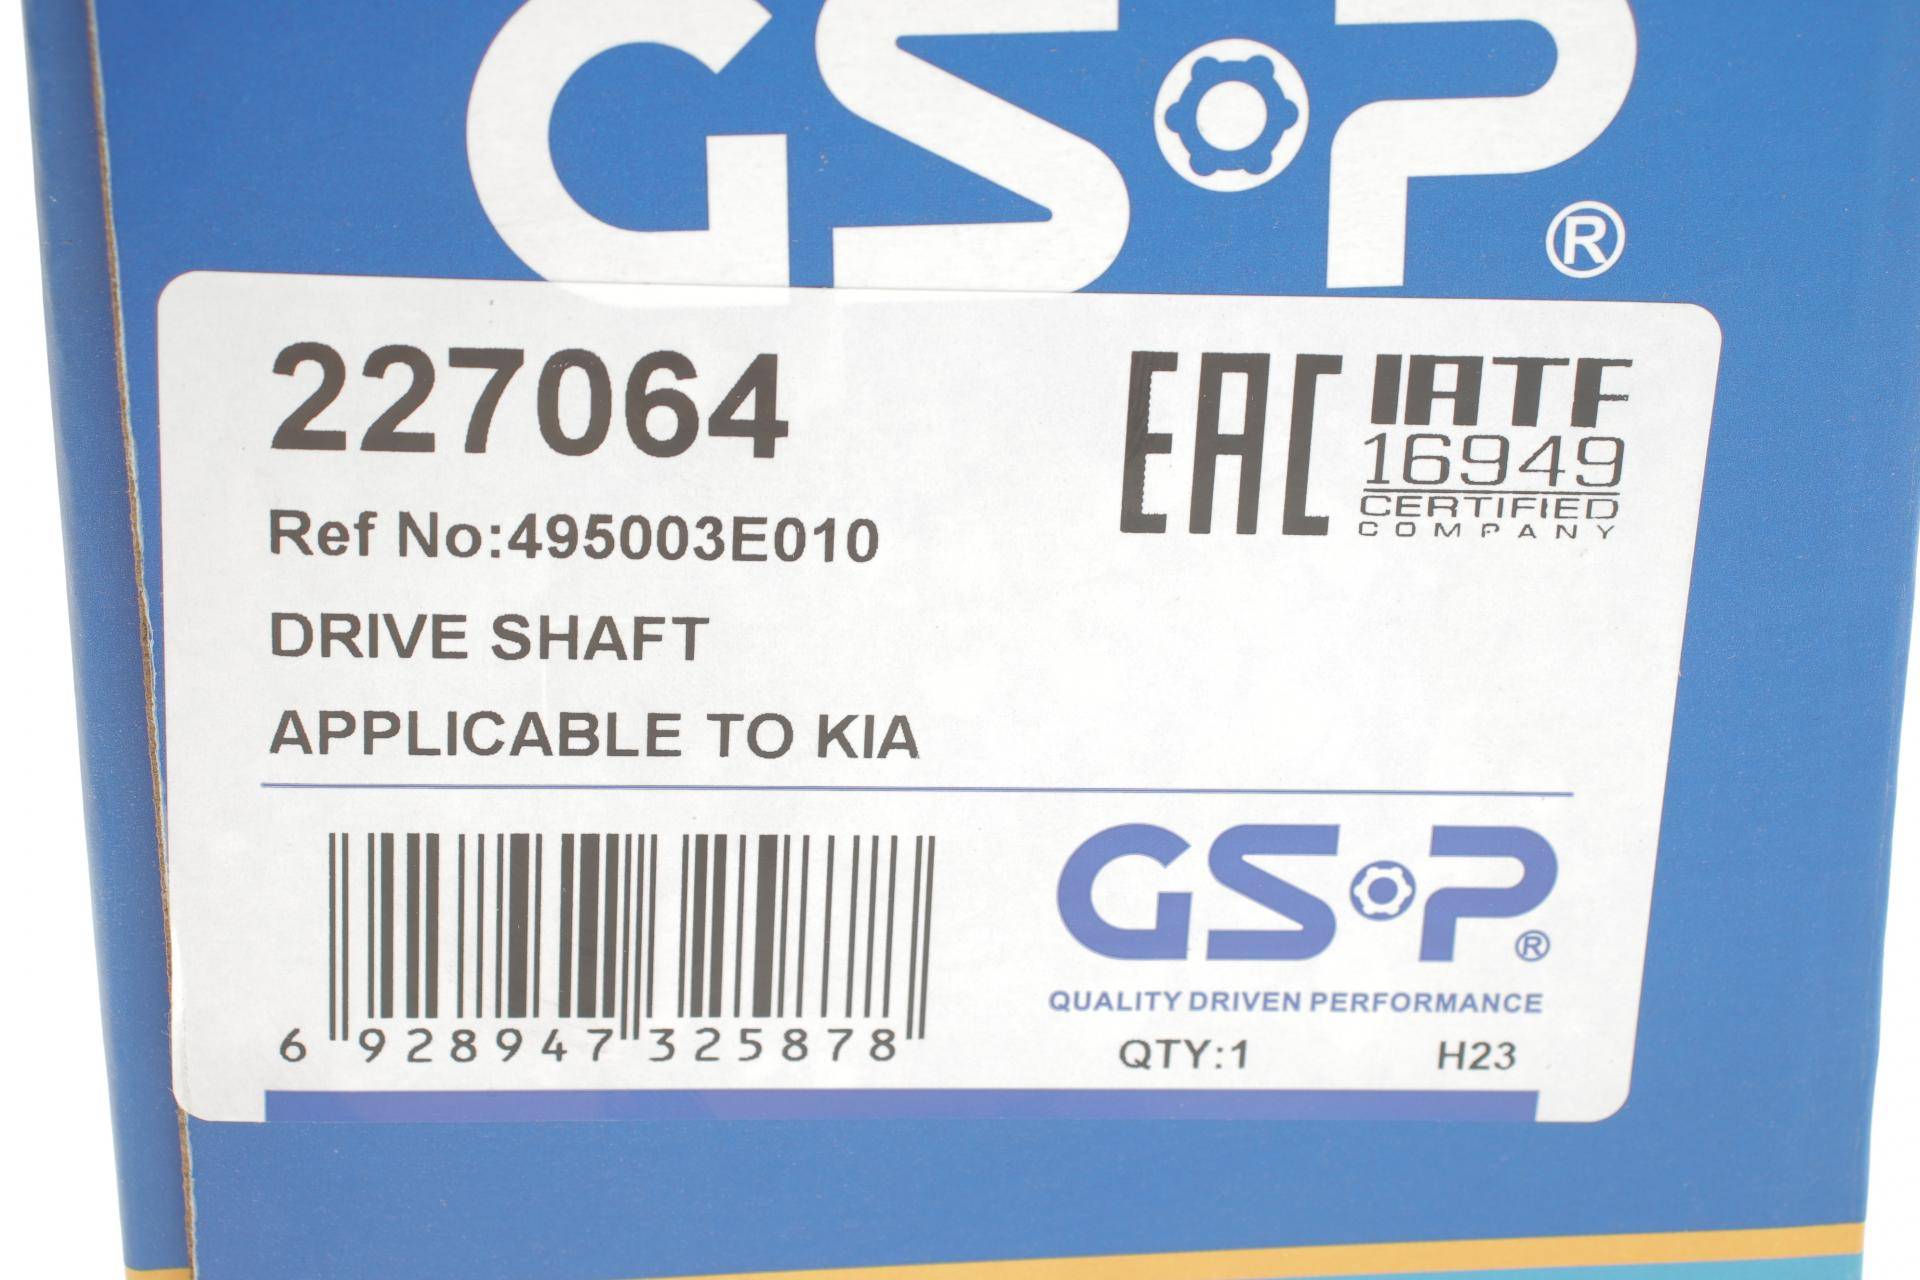 GSP®
227064
EAC
IATF
16949
CERTIFIED
COMPANY
Ref No:495003E010
DRIVE SHAFT
APPLICABLE TO KIA
GSP®
QUALITY DRIVEN PERFORMANCE
6 928947 325878
QTY:1 H23